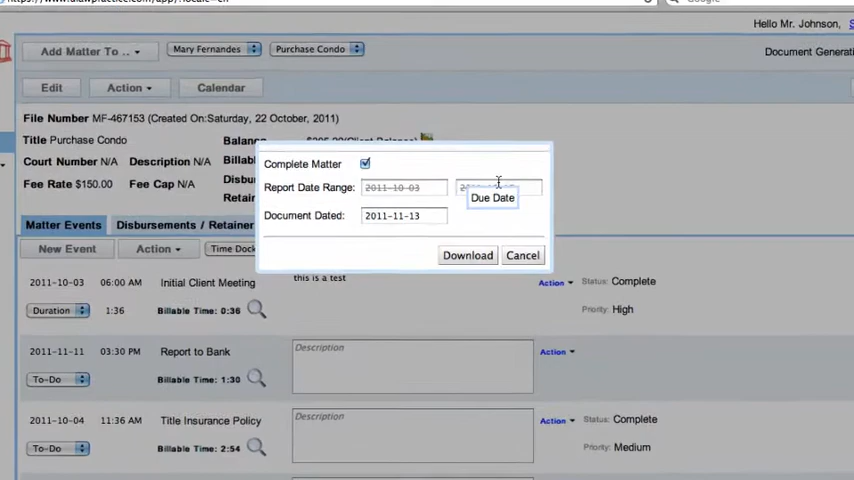 Hello Mr. Johnson,
Add Matter To .. Mary Fernandes Purchase Condo Document Generati
Edit Action Calendar
File Number MF-467153 (Created On:Saturday, 22 October, 2011)
Title Purchase Condo Balance
Court Number N/A Description N/A Billab
Fee Rate $150.00 Fee Cap N/A Disbu
Retain
Complete Matter
Report Date Range: 2011-10-03
Due Date
Document Dated: 2011-11-13
Download Cancel
Matter Events Disbursements / Retainer
New Event Action Time Dock
this is a test
2011-10-03 06:00 AM Initial Client Meeting Action Status: Complete
Duration 1:36 Billable Time: 0:36 Priority: High
2011-11-11 03:30 PM Report to Bank Description Action
To-Do Billable Time: 1:30
2011-10-04 11:36 AM Title Insurance Policy Description Action Status: Complete
To-Do Billable Time: 2:54 Priority: Medium